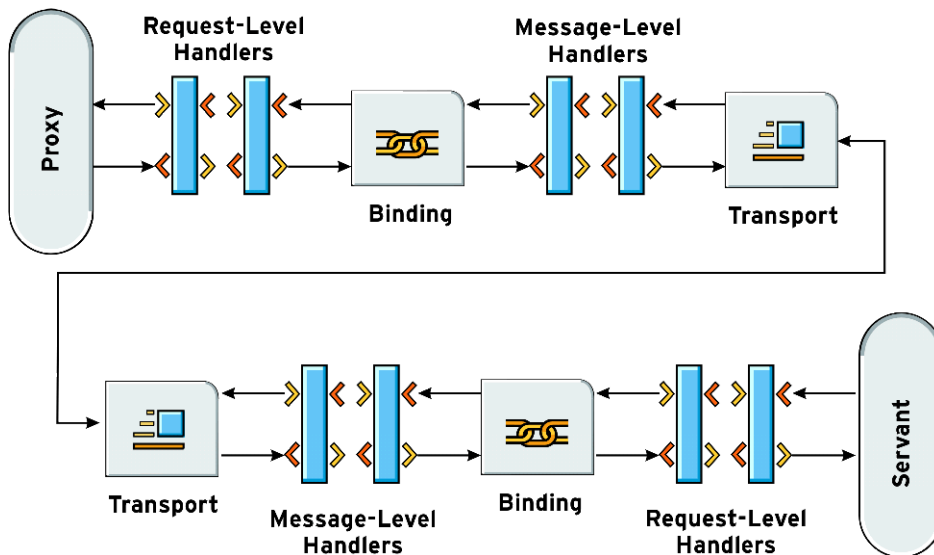 Request-Level
Handlers
Message-Level
Handlers
Proxy
Binding
Transport
Servant
Transport
Message-Level
Handlers
Binding
Request-Level
Handlers